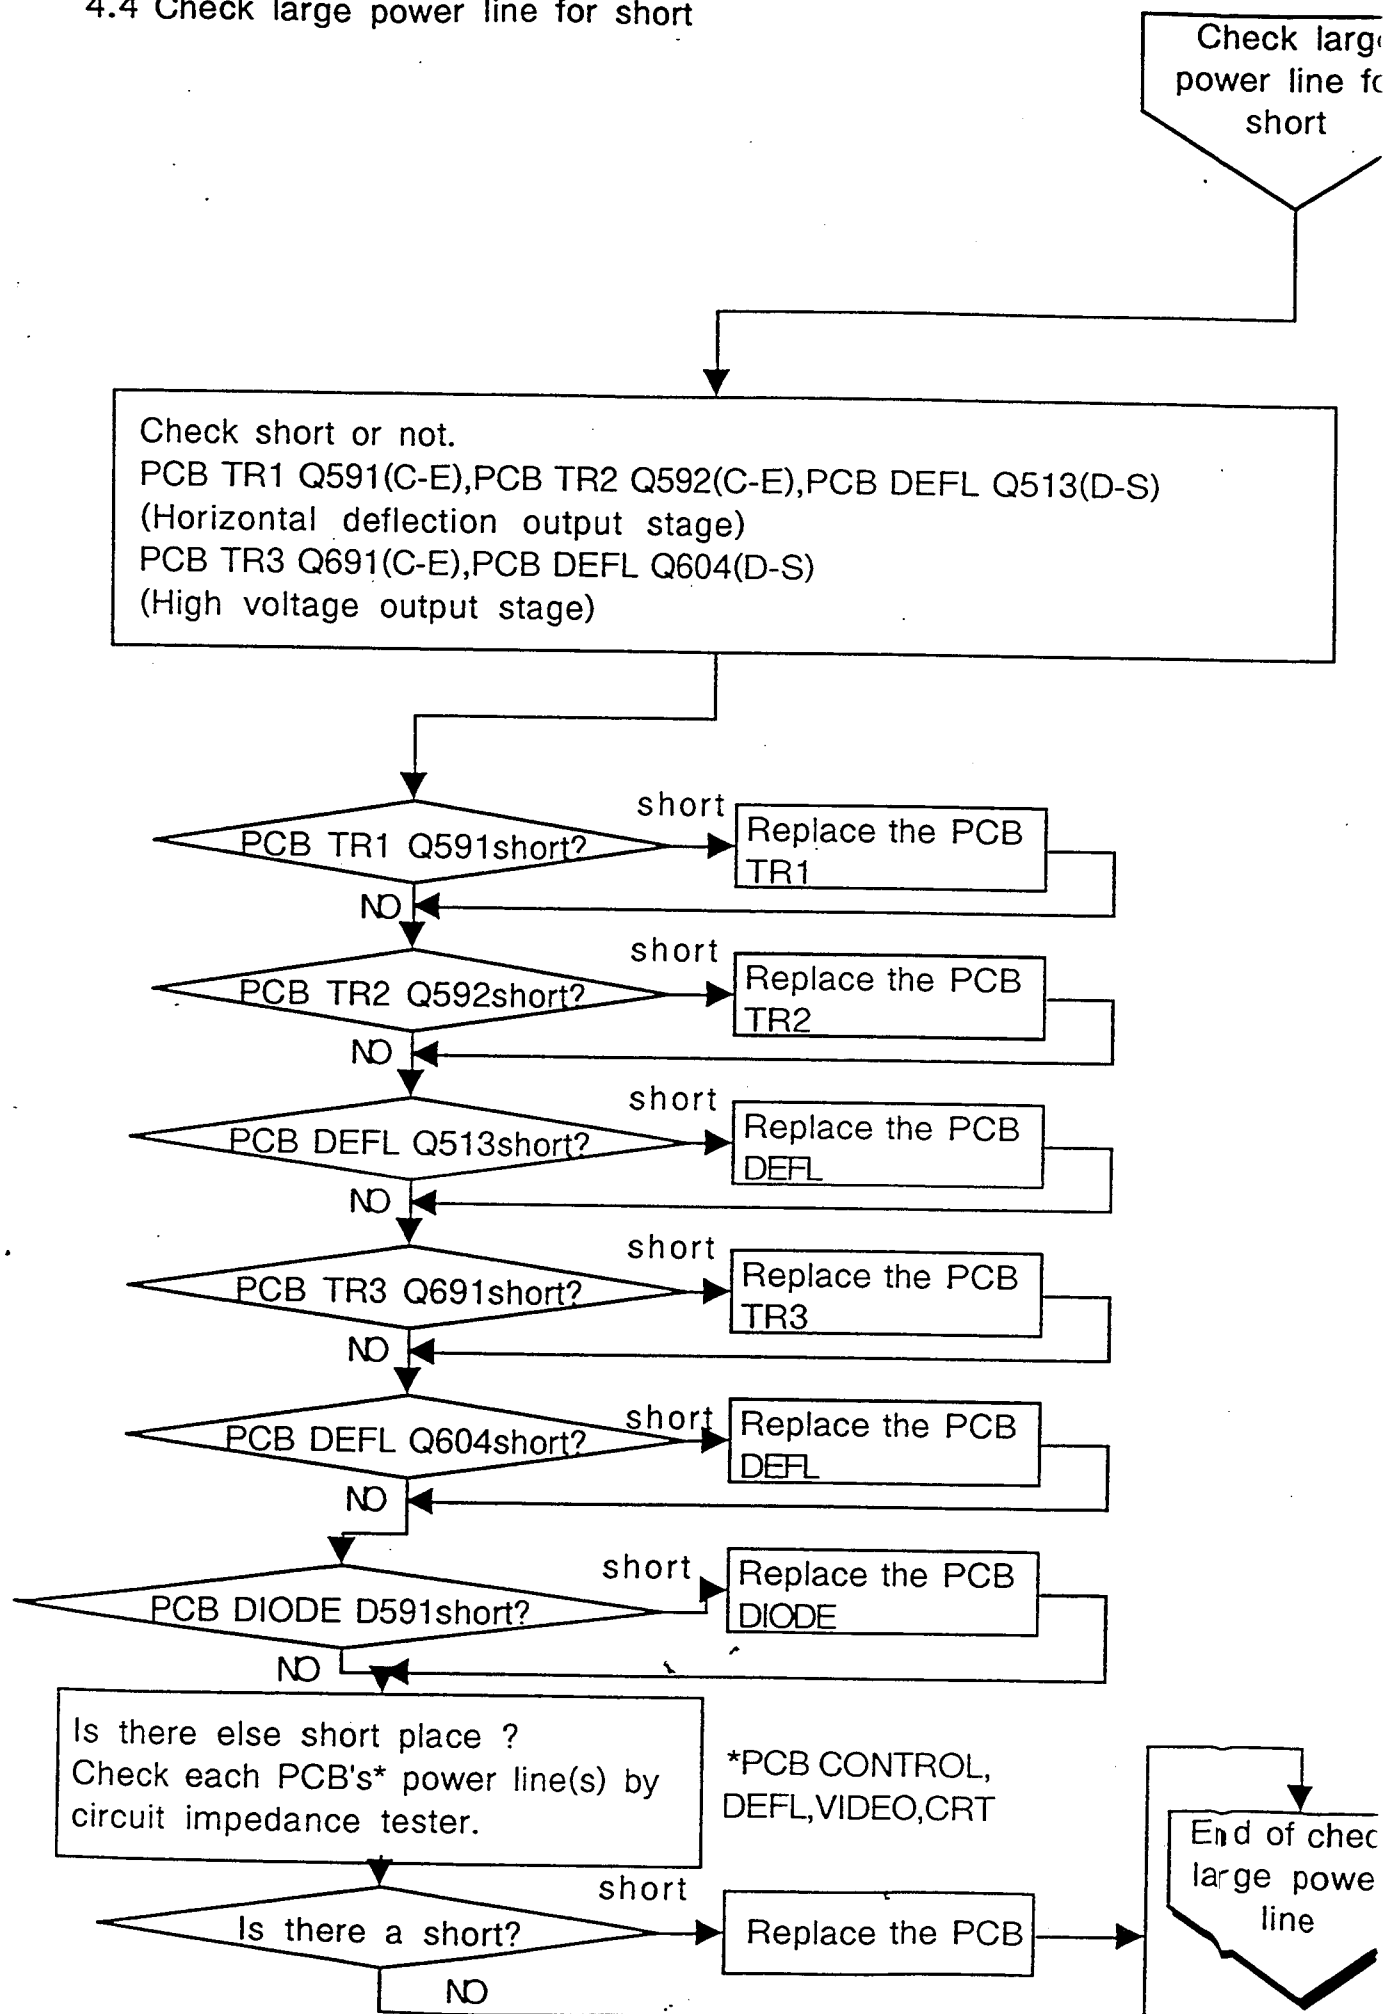 4.4 Check large power line for short
Check larg
power line fo
short
Check short or not.
PCB TR1 Q591(C-E),PCB TR2 Q592(C-E),PCB DEFL Q513(D-S)
(Horizontal deflection output stage)
PCB TR3 Q691(C-E),PCB DEFL Q604(D-S)
(High voltage output stage)
PCB TR1 Q591short?
short
Replace the PCB
TR1
NO
PCB TR2 Q592short?
short
Replace the PCB
TR2
NO
PCB DEFL Q513short?
short
Replace the PCB
DEFL
NO
PCB TR3 Q691short?
short
Replace the PCB
TR3
NO
PCB DEFL Q604short?
short
Replace the PCB
DEFL
NO
PCB DIODE D591short?
short
Replace the PCB
DIODE
NO
Is there else short place ?
Check each PCB's* power line(s) by
circuit impedance tester.
*PCB CONTROL,
DEFL,VIDEO,CRT
Is there a short?
short
Replace the PCB
NO
End of chec
large powe
line